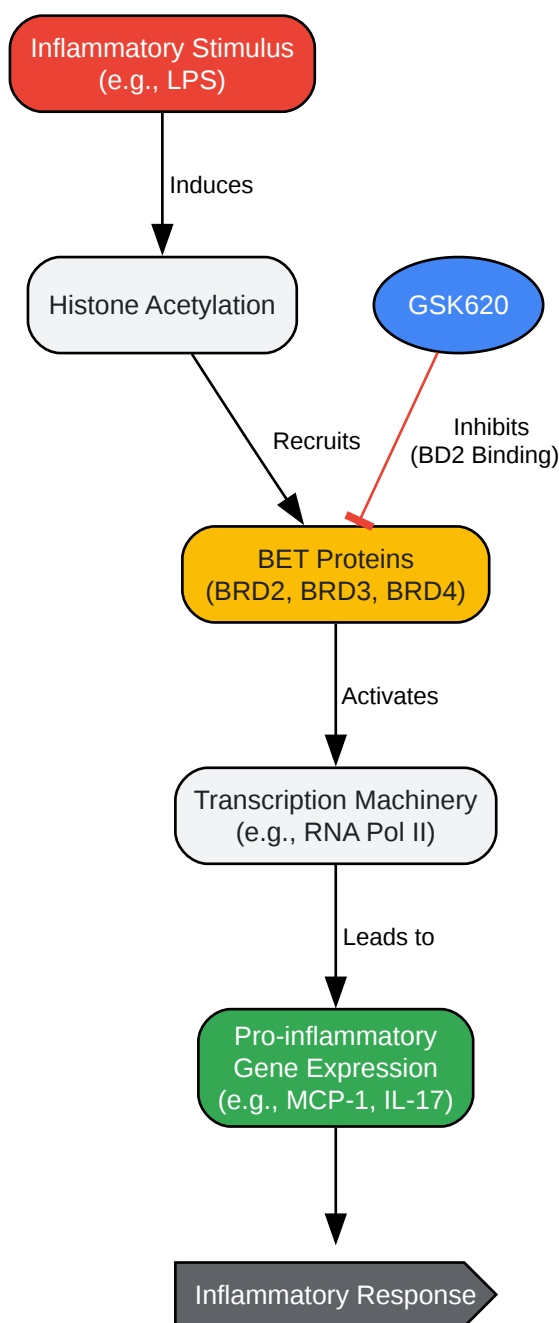 Inflammatory Stimulus
(e.g., LPS)
Induces
Histone Acetylation
GSK620
Recruits
Inhibits
(BD2 Binding)
BET Proteins
(BRD2, BRD3, BRD4)
Activates
Transcription Machinery
(e.g., RNA Pol II)
Leads to
Pro-inflammatory
Gene Expression
(e.g., MCP-1, IL-17)
Inflammatory Response